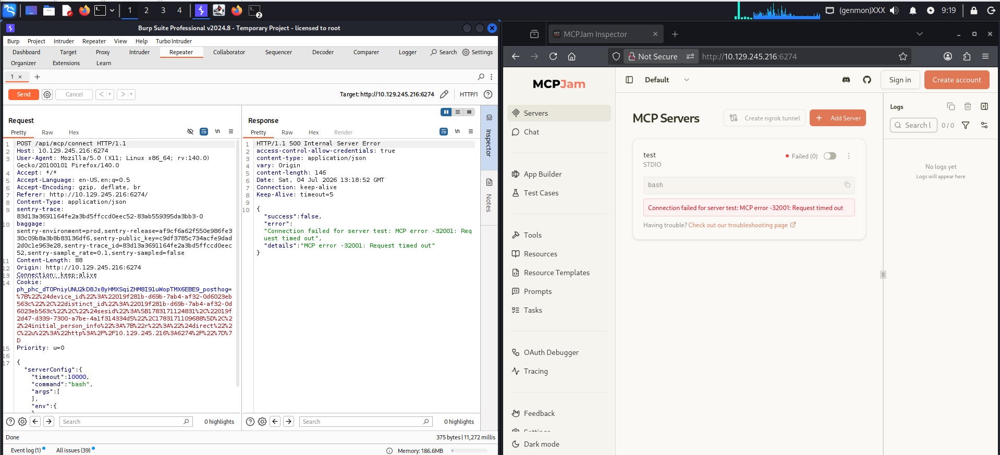 1 2 3 4 2 (genmon)XXX 9:19
Burp Suite Professional v2024.8 - Temporary Project - licensed to root
Burp Project Intruder Repeater View Help Turbo Intruder
Dashboard Target Proxy Intruder Repeater Collaborator Sequencer Decoder Comparer Logger Search Settings
Organizer Extensions Learn
1 × +
Send Cancel < > Target: http://10.129.245.216:6274 HTTP/1
Request
Pretty Raw Hex \n
1 POST /api/mcp/connect HTTP/1.1
2 Host: 10.129.245.216:6274
3 User-Agent: Mozilla/5.0 (X11; Linux x86_64; rv:140.0)
Gecko/20100101 Firefox/140.0
4 Accept: */*
5 Accept-Language: en-US,en;q=0.5
6 Accept-Encoding: gzip, deflate, br
7 Referer: http://10.129.245.216:6274/
8 Content-Type: application/json
9 sentry-trace:
83d13a3691164fe2a3bd5ffccd0eec52-83ab559395da3bb3-0
10 baggage:
sentry-environment=prod,sentry-release=af9cf6a62f550e986fe3
30c09b8a3b8b83136df6,sentry-public_key=c9df3785c734acfe9dad
2d0c1e963e28,sentry-trace_id=83d13a3691164fe2a3bd5ffccd0eec
52,sentry-sample_rate=0.1,sentry-sampled=false
11 Content-Length: 88
12 Origin: http://10.129.245.216:6274
13 Connection: keep-alive
14 Cookie:
ph_phc_dTOPniyUNU2kD8Jx8yHMXSqiZHM8I91uWopTMX6EBE9_posthog=
%7B%22%24device_id%22%3A%22019f281b-d69b-7ab4-af32-0d6023eb
563c%22%2C%22distinct_id%22%3A%22019f281b-d69b-7ab4-af32-0d
6023eb563c%22%2C%22%24sesid%22%3A%5B1783171124831%2C%22019f
2d47-d339-7300-a7be-4a1f314334d5%22%2C1783171109688%5D%2C%2
2%24initial_person_info%22%3A%7B%22r%22%3A%22%24direct%22%2
C%22u%22%3A%22http%3A%2F%2F10.129.245.216%3A6274%2F%22%7D%7
D
15 Priority: u=0
16
17 {
"serverConfig":{
"timeout":10000,
"command":"bash",
"args":[
],
"env":{
0 highlights
Search
Response
Pretty Raw Hex Render \n
1 HTTP/1.1 500 Internal Server Error
2 access-control-allow-credentials: true
3 content-type: application/json
4 vary: Origin
5 content-length: 146
6 Date: Sat, 04 Jul 2026 13:18:52 GMT
7 Connection: keep-alive
8 Keep-Alive: timeout=5
9
10 {
"success":false,
"error":
"Connection failed for server test: MCP error -32001: Req
uest timed out",
"details":"MCP error -32001: Request timed out"
}
Search
0 highlights
Inspector
Notes
Done 375 bytes | 11,272 millis
Event log (1) All issues (39) Memory: 186.6MB
MCPJam Inspector × +
Not Secure http://10.129.245.216:6274
MCPJam
Servers
Chat
App Builder
Test Cases
Tools
Resources
Resource Templates
Prompts
Tasks
OAuth Debugger
Tracing
Feedback
Settings
Dark mode
Default Sign in Create account
MCP Servers Create ngrok tunnel + Add Server
test Failed (0)
STDIO
bash
Connection failed for server test: MCP error -32001: Request timed out
Having trouble? Check out our troubleshooting page
Logs
Search l 0 / 0
No logs yet
Logs will appear here